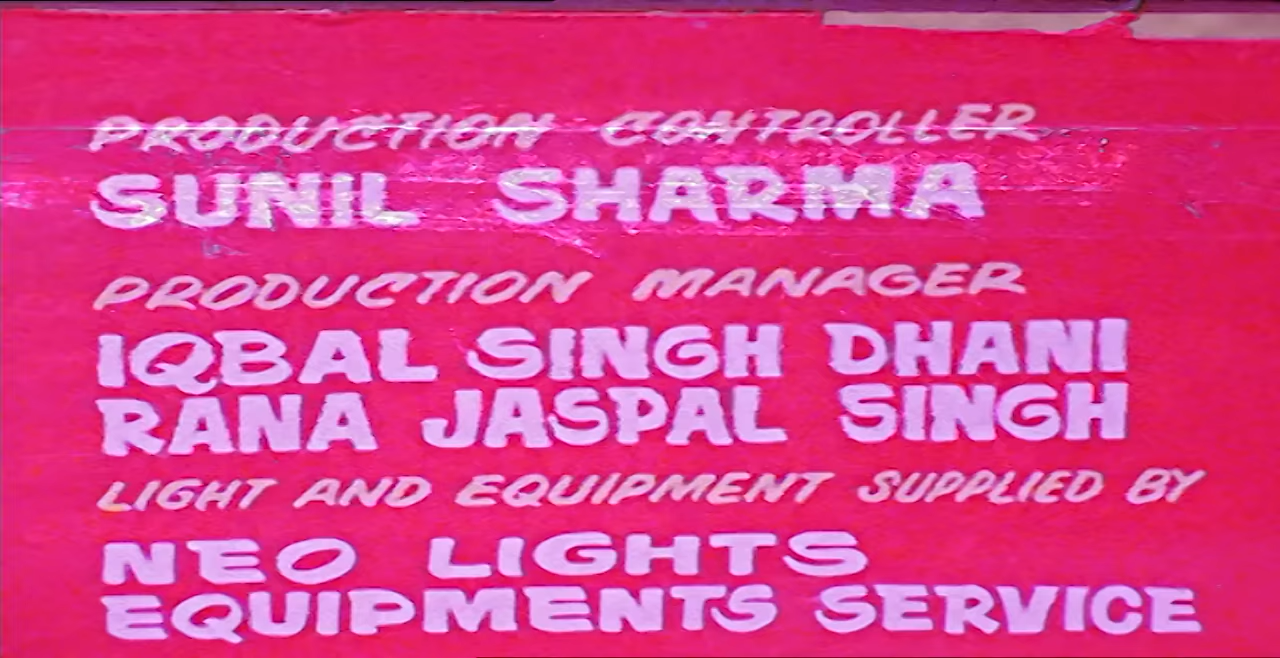 PRODUCTION CONTROLLER
SUNIL SHARMA
PRODUCTION MANAGER
IQBAL SINGH DHANI
RANA JASPAL SINGH
LIGHT AND EQUIPMENT SUPPLIED BY
NEO LIGHTS
EQUIPMENTS SERVICE